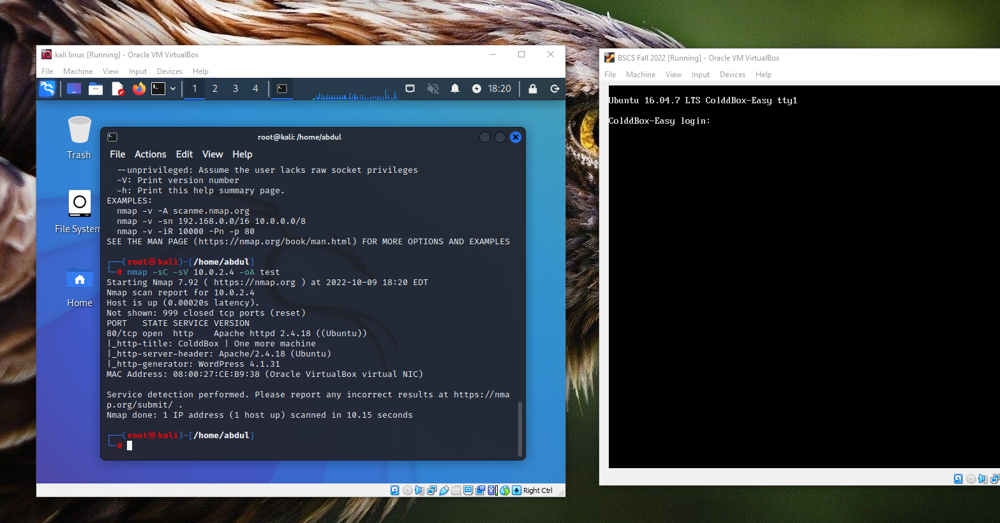 kali linux [Running] - Oracle VM VirtualBox
File Machine View Input Devices Help
1 2 3 4 18:20
Trash
File System
Home
root@kali: /home/abdul
File Actions Edit View Help
--unprivileged: Assume the user lacks raw socket privileges
-V: Print version number
-h: Print this help summary page.
EXAMPLES:
nmap -v -A scanme.nmap.org
nmap -v -sn 192.168.0.0/16 10.0.0.0/8
nmap -v -iR 10000 -Pn -p 80
SEE THE MAN PAGE (https://nmap.org/book/man.html) FOR MORE OPTIONS AND EXAMPLES
┌──(root㉿kali)-[/home/abdul]
└─# nmap -sC -sV 10.0.2.4 -oA test
Starting Nmap 7.92 ( https://nmap.org ) at 2022-10-09 18:20 EDT
Nmap scan report for 10.0.2.4
Host is up (0.00020s latency).
Not shown: 999 closed tcp ports (reset)
PORT   STATE SERVICE VERSION
80/tcp open  http    Apache httpd 2.4.18 ((Ubuntu))
|_http-title: ColddBox | One more machine
|_http-server-header: Apache/2.4.18 (Ubuntu)
|_http-generator: WordPress 4.1.31
MAC Address: 08:00:27:CE:B9:38 (Oracle VirtualBox virtual NIC)
Service detection performed. Please report any incorrect results at https://nma
p.org/submit/ .
Nmap done: 1 IP address (1 host up) scanned in 10.15 seconds
┌──(root㉿kali)-[/home/abdul]
└─#
Right Ctrl
BSCS Fall 2022 [Running] - Oracle VM VirtualBox
File Machine View Input Devices Help
Ubuntu 16.04.7 LTS ColddBox-Easy tty1
ColddBox-Easy login: